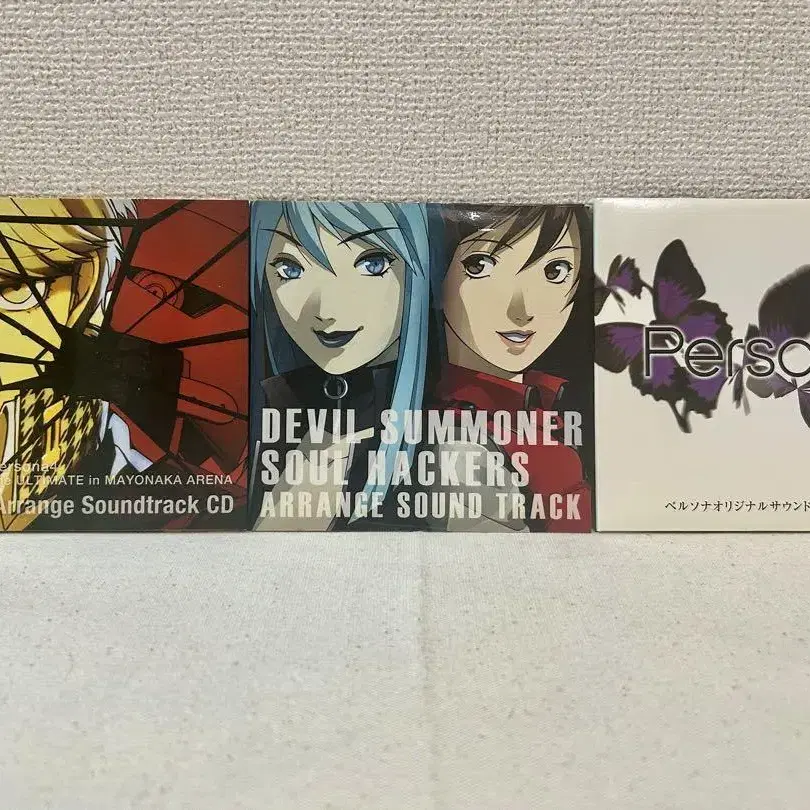 Persona4
ULTIMATE in MAYONAKA ARENA
Arrange Soundtrack CD
DEVIL SUMMONER
SOUL HACKERS
ARRANGE SOUND TRACK
Perso
ペルソナオリジナルサウンド